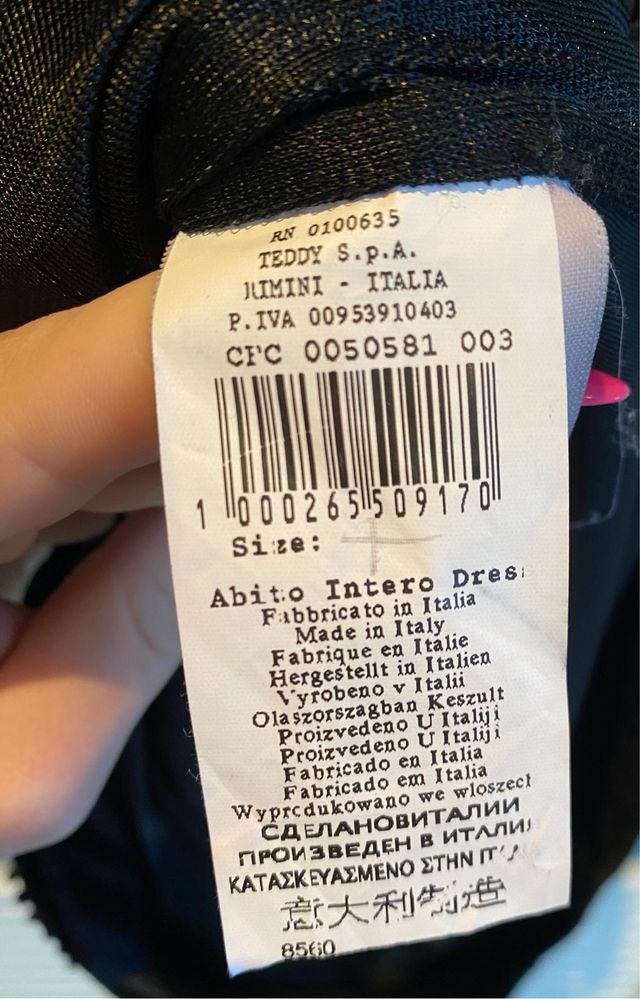 RN 0100635
TEDDY S.p.A.
RIMINI - ITALIA
P.IVA 00953910403
CFC 0050581 003
1 000265 509170
Size:
Abito Intero Dres
Fabbricato in Italia
Made in Italy
Fabrique en Italie
Hergestellt in Italien
Vyrobeno v Italii
Olaszorszagban Keszult
Proizvedeno U Italiji
Proizvedeno U Italiji
Fabricado en Italia
Fabricado em Italia
Wyprodukowano we wloszech
СДЕЛАНОВИТАЛИИ
ПРОИЗВЕДЕН В ИТАЛИЯ
ΚΑΤΑΣΚΕΥΑΣΜΕΝΟ ΣΤΗΝ
意大利制造
8560